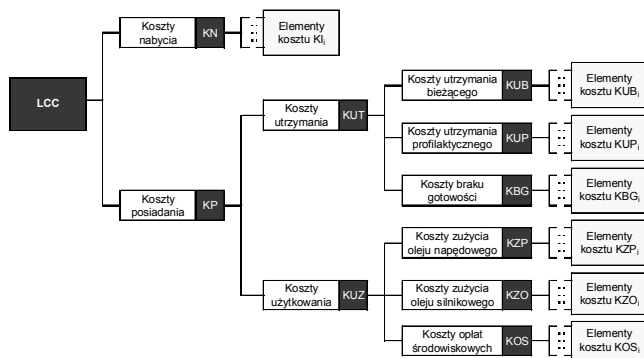 LCC
Koszty
nabycia
KN
Elementy
kosztu KIi
Koszty
posiadania
KP
Koszty
utrzymania
KUT
Koszty utrzymania
bieżącego
KUB
Elementy
kosztu KUBi
Koszty utrzymania
profilaktycznego
KUP
Elementy
kosztu KUPi
Koszty braku
gotowości
KBG
Elementy
kosztu KBGi
Koszty
użytkowania
KUZ
Koszty zużycia
oleju napędowego
KZP
Elementy
kosztu KZPi
Koszty zużycia
oleju silnikowego
KZO
Elementy
kosztu KZOi
Koszty opłat
środowiskowych
KOS
Elementy
kosztu KOSi